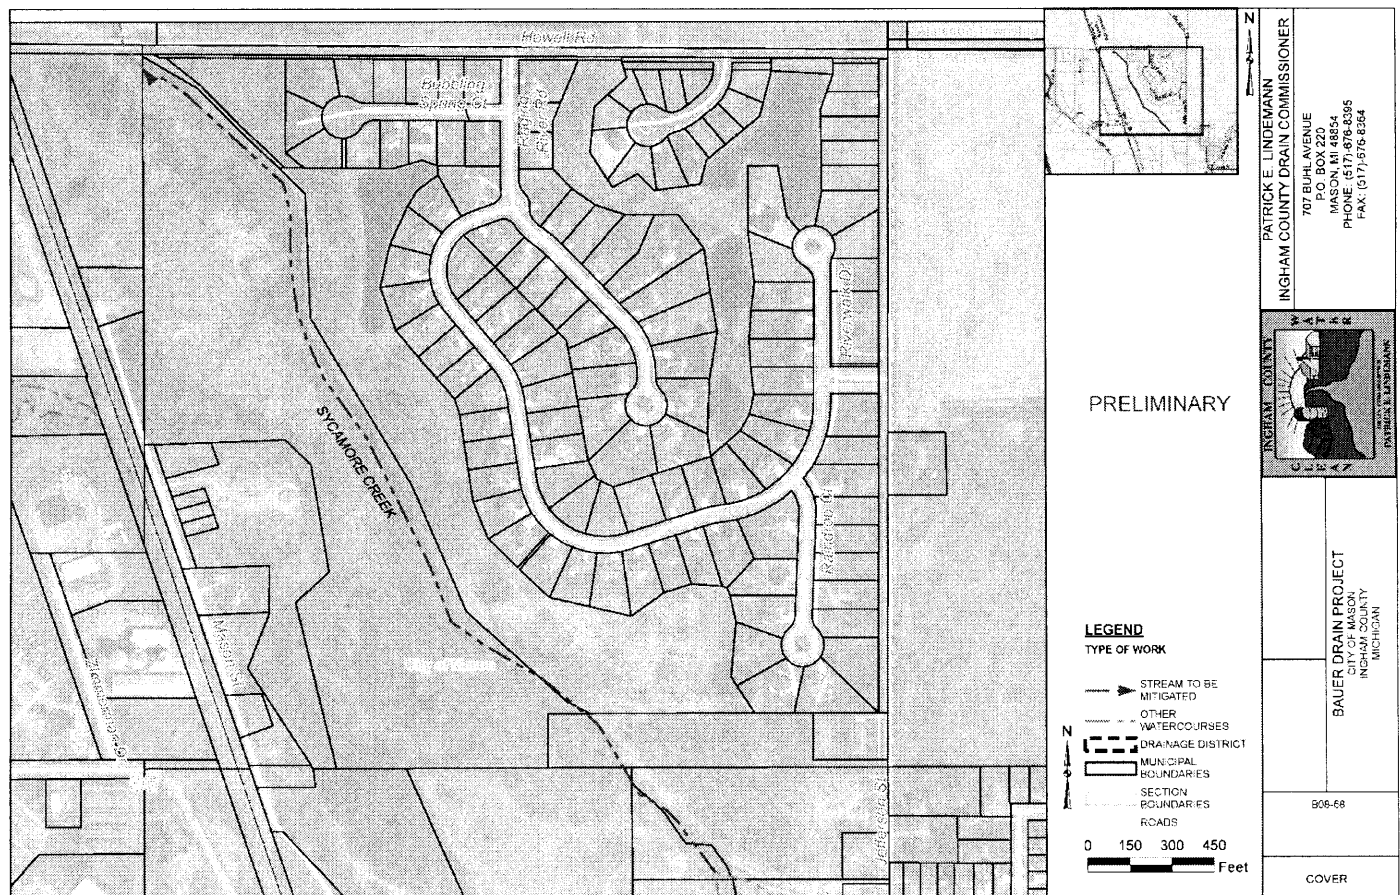 Howell Rd
Bubbling
Spring Ct
Riverwalk Dr
SYCAMORE CREEK
Mason St
Jefferson St
N
PRELIMINARY
LEGEND
TYPE OF WORK
STREAM TO BE
MITIGATED
OTHER
WATERCOURSES
DRAINAGE DISTRICT
MUNICIPAL
BOUNDARIES
SECTION
BOUNDARIES
ROADS
N
0 150 300 450
Feet
PATRICK E. LINDEMANN
INGHAM COUNTY DRAIN COMMISSIONER
707 BUHL AVENUE
P.O. BOX 220
MASON, MI 48854
PHONE: (517)-676-8395
FAX: (517)-676-8364
INGHAM COUNTY
CLEAN
WATER
PATRICK E. LINDEMANN
BAUER DRAIN PROJECT
CITY OF MASON
INGHAM COUNTY
MICHIGAN
B08-68
COVER